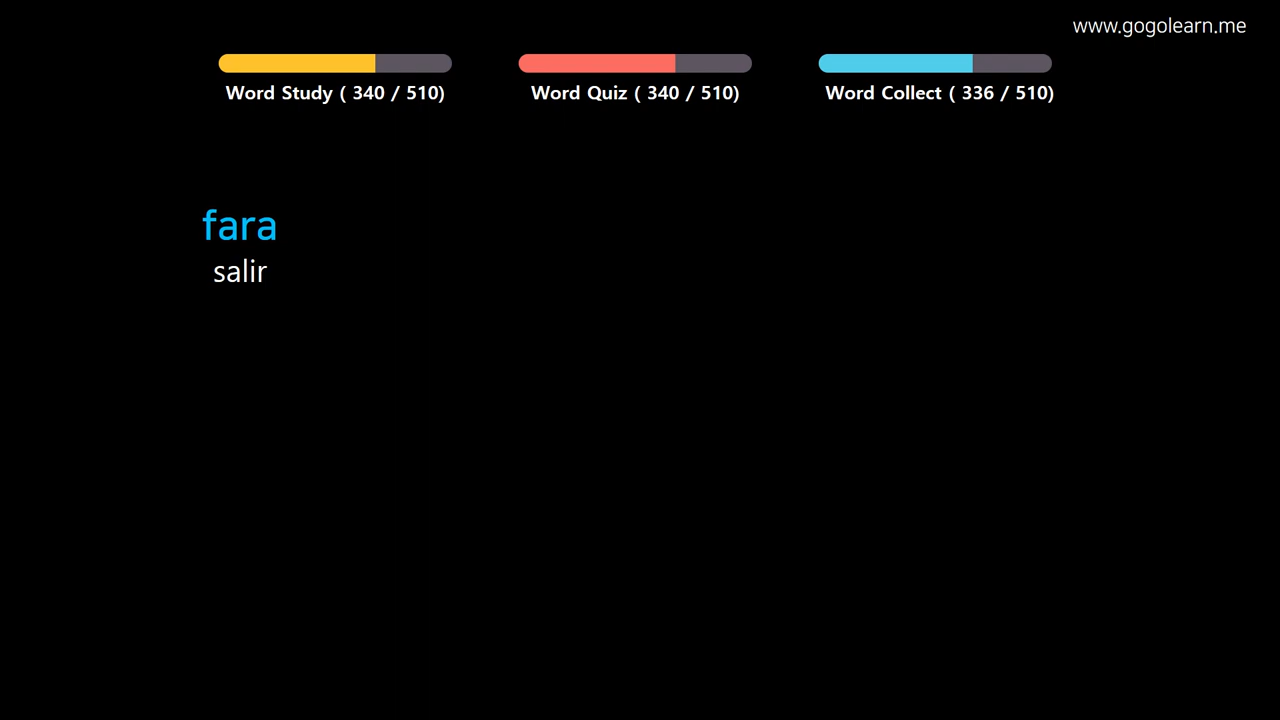 www.gogolearn.me
Word Study ( 340 / 510)
Word Quiz ( 340 / 510)
Word Collect ( 336 / 510)
fara
salir